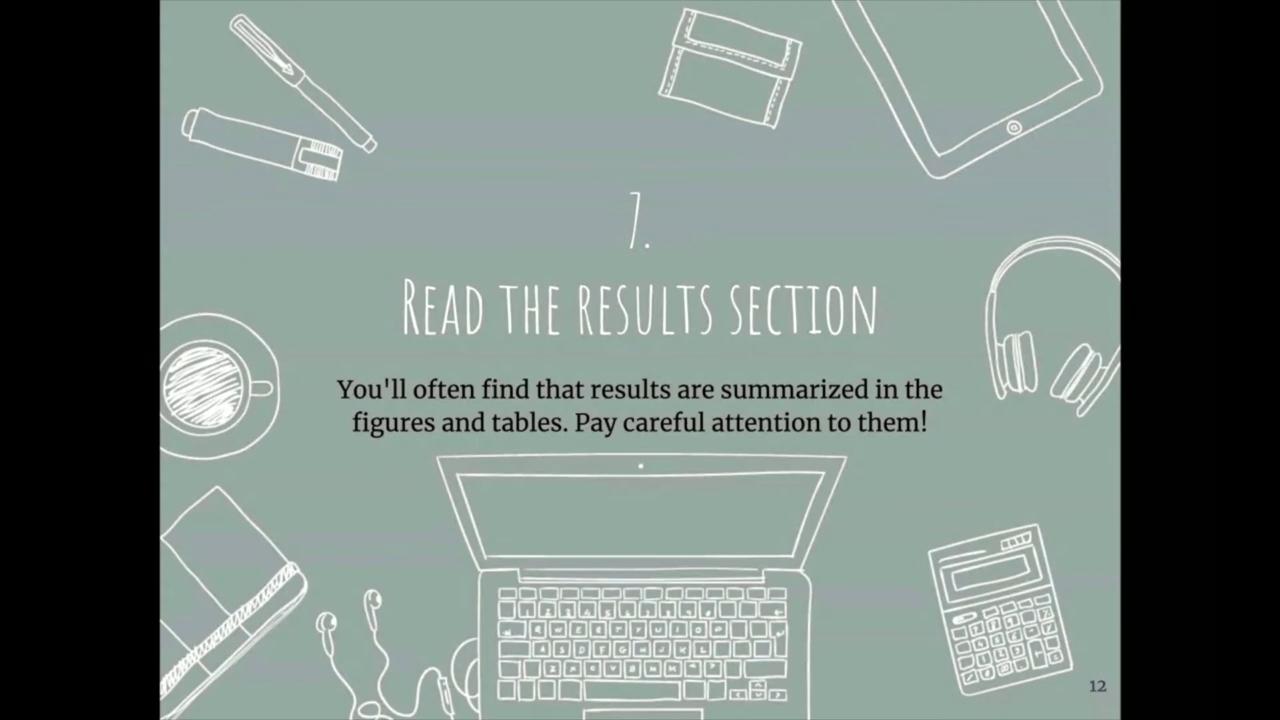 7.
Read the results section
You'll often find that results are summarized in the
figures and tables. Pay careful attention to them!
12